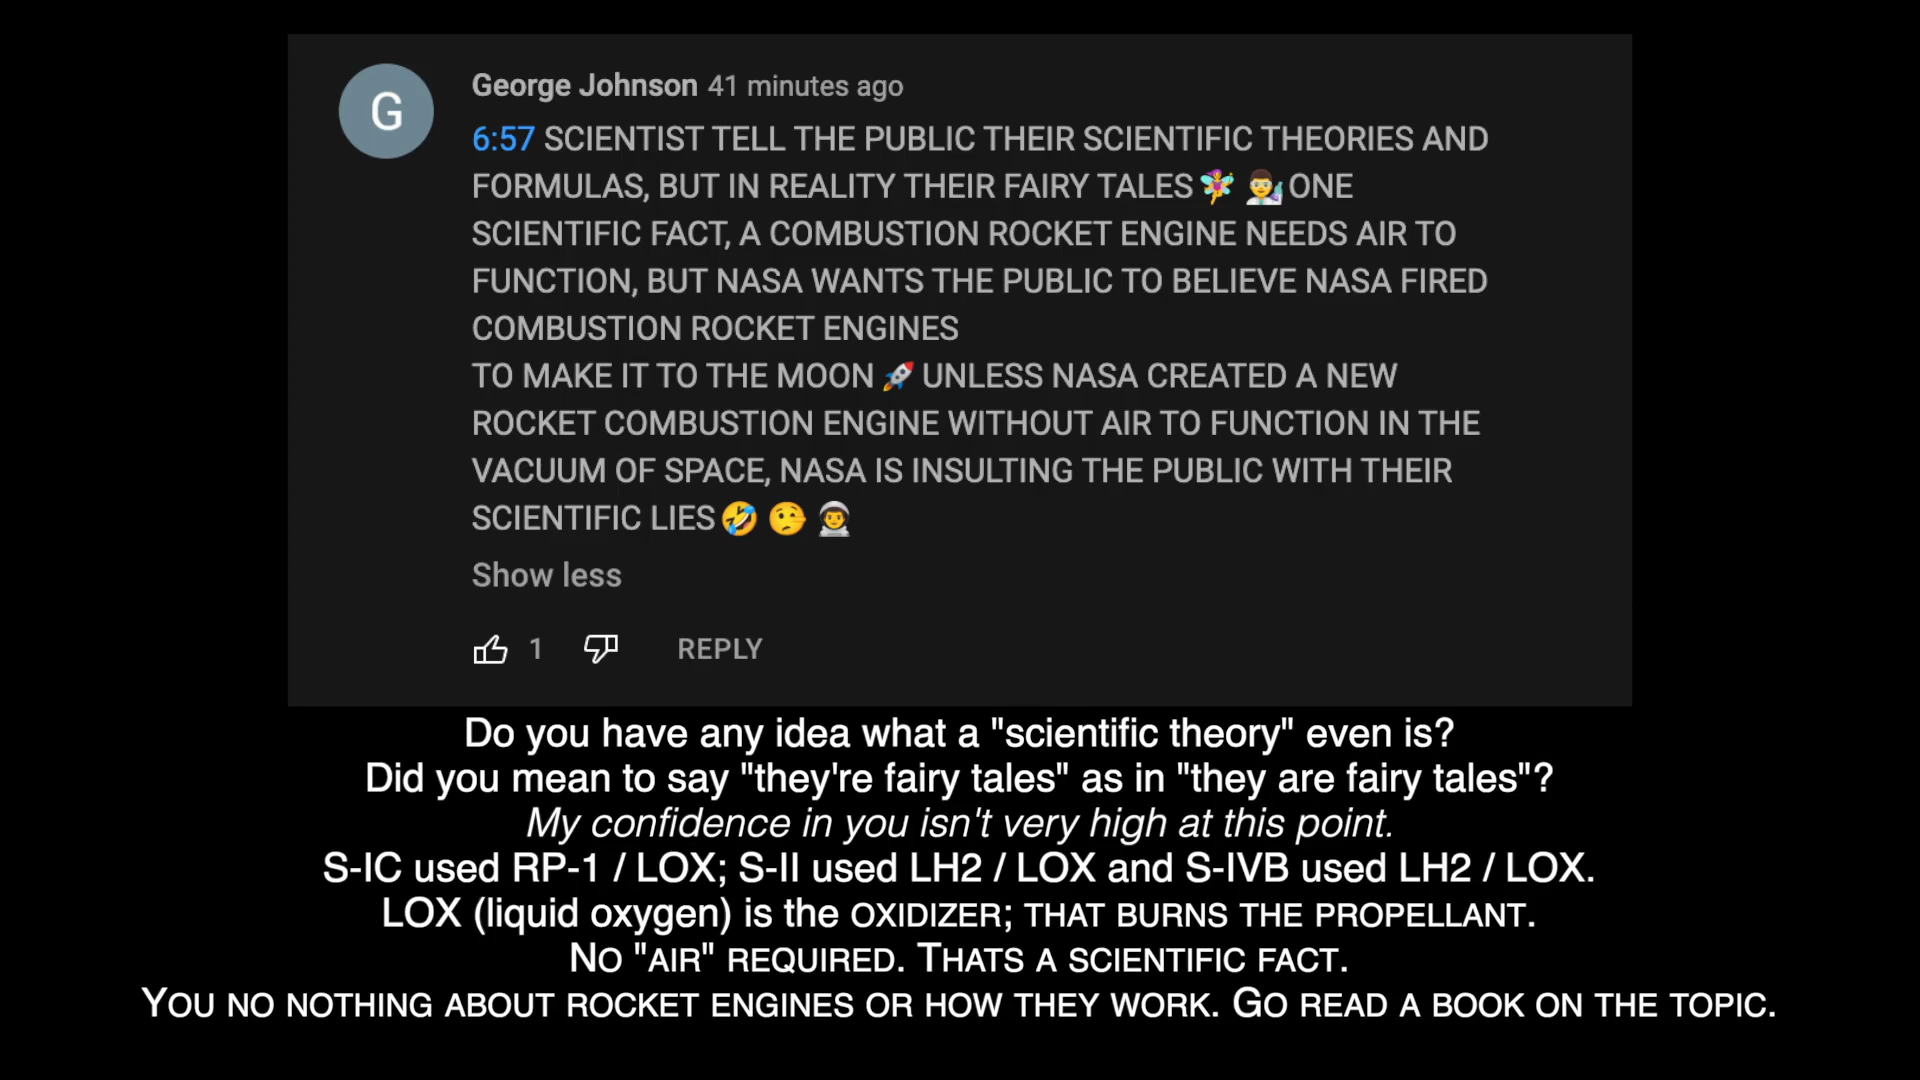 G
George Johnson 41 minutes ago
6:57 SCIENTIST TELL THE PUBLIC THEIR SCIENTIFIC THEORIES AND
FORMULAS, BUT IN REALITY THEIR FAIRY TALES🧚‍♀️ 👨‍🔬ONE
SCIENTIFIC FACT, A COMBUSTION ROCKET ENGINE NEEDS AIR TO
FUNCTION, BUT NASA WANTS THE PUBLIC TO BELIEVE NASA FIRED
COMBUSTION ROCKET ENGINES
TO MAKE IT TO THE MOON 🚀 UNLESS NASA CREATED A NEW
ROCKET COMBUSTION ENGINE WITHOUT AIR TO FUNCTION IN THE
VACUUM OF SPACE, NASA IS INSULTING THE PUBLIC WITH THEIR
SCIENTIFIC LIES🤣 🤥 👨‍🚀
Show less
1 REPLY
Do you have any idea what a "scientific theory" even is?
Did you mean to say "they're fairy tales" as in "they are fairy tales"?
My confidence in you isn't very high at this point.
S-IC used RP-1 / LOX; S-II used LH2 / LOX and S-IVB used LH2 / LOX.
LOX (liquid oxygen) is the OXIDIZER; THAT BURNS THE PROPELLANT.
NO "AIR" REQUIRED. THATS A SCIENTIFIC FACT.
YOU NO NOTHING ABOUT ROCKET ENGINES OR HOW THEY WORK. GO READ A BOOK ON THE TOPIC.